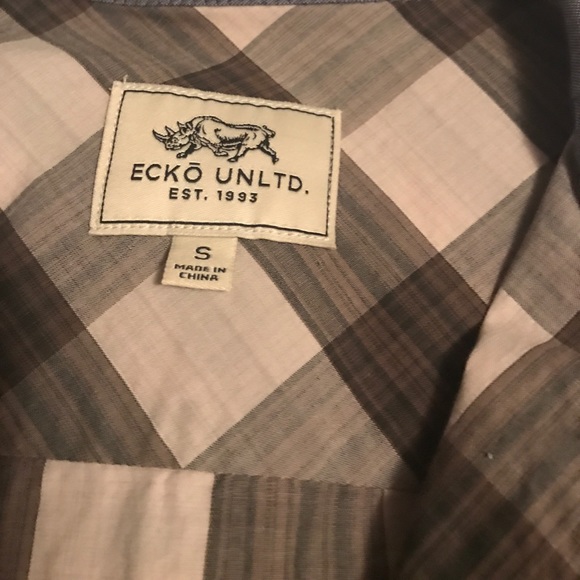 ECKŌ UNLTD.
EST. 1993
S
MADE IN
CHINA